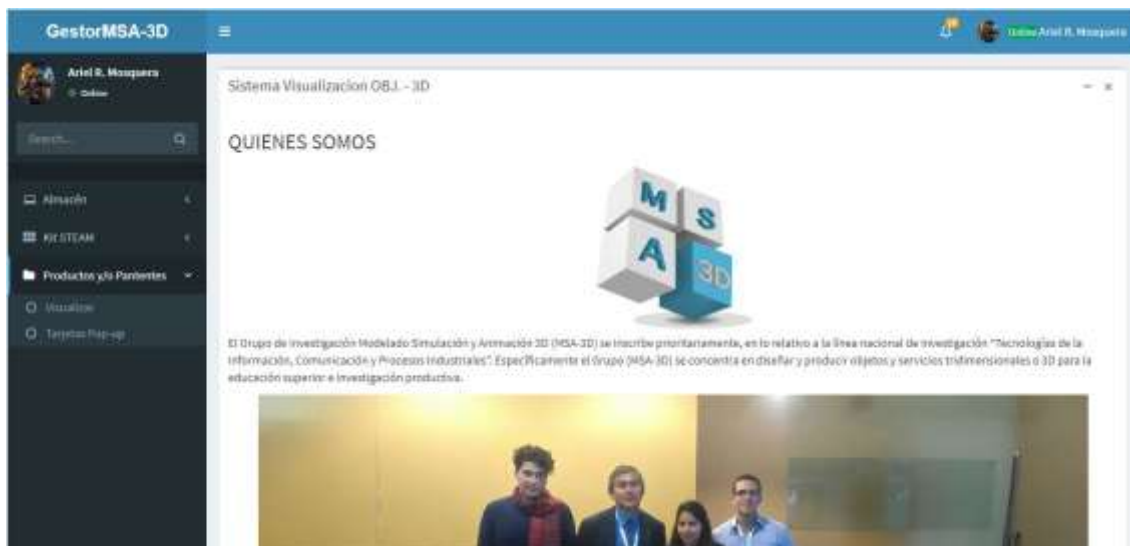 GestorMSA-3D
Online Ariel R. Mosquera
Ariel R. Mosquera
Online
Search...
Almacén
Kit STEAM
Productos y/o Pantentes
Visualizar
Tarjetas Pop-up
Sistema Visualizacion OBJ. - 3D
QUIENES SOMOS
M
S
A
3D
El Grupo de Investigación Modelado Simulación y Animación 3D (MSA-3D) se inscribe prioritariamente, en lo relativo a la línea nacional de investigación "Tecnologías de la
Información, Comunicación y Procesos Industriales". Específicamente el Grupo (MSA-3D) se concentra en diseñar y producir objetos y servicios tridimensionales o 3D para la
educación superior e investigación productiva.